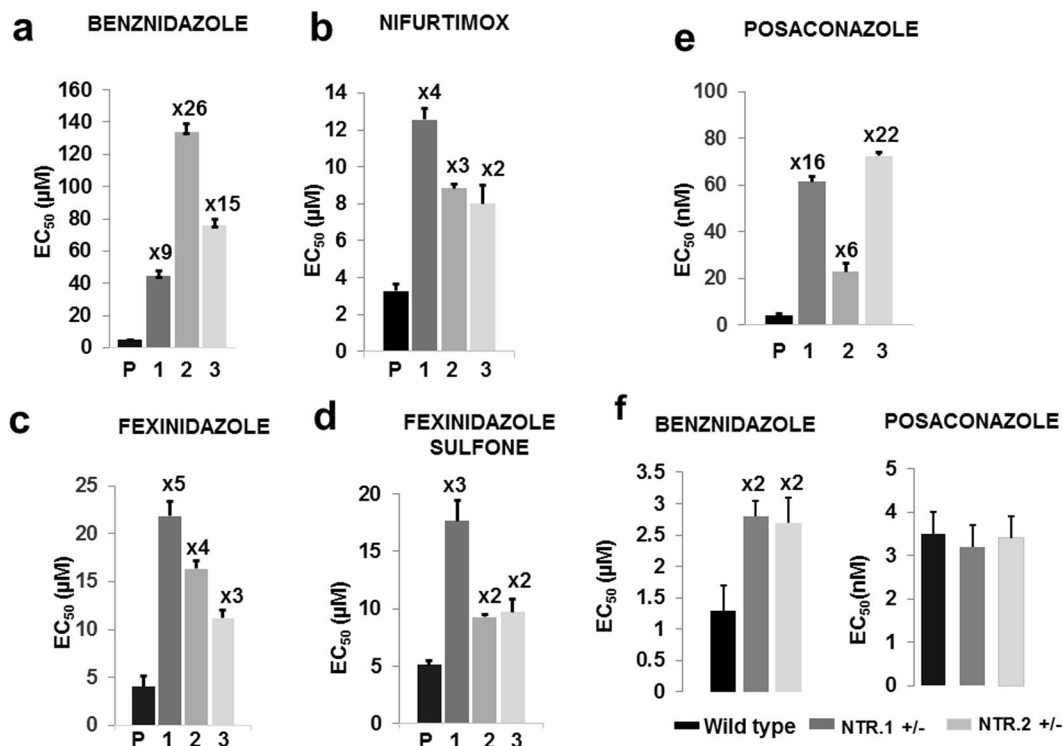 a
BENZNIDAZOLE
EC50 (µM)
160
140
120
100
80
60
40
20
0
x9
x26
x15
P 1 2 3
b
NIFURTIMOX
EC50 (µM)
14
12
10
8
6
4
2
0
x4
x3
x2
P 1 2 3
e
POSACONAZOLE
EC50 (nM)
100
80
60
40
20
0
x16
x6
x22
P 1 2 3
c
FEXINIDAZOLE
EC50 (µM)
25
20
15
10
5
0
x5
x4
x3
P 1 2 3
d
FEXINIDAZOLE
SULFONE
EC50 (µM)
20
15
10
5
0
x3
x2
x2
P 1 2 3
f
BENZNIDAZOLE
EC50 (µM)
3.5
3
2.5
2
1.5
1
0.5
0
x2
x2
POSACONAZOLE
EC50(nM)
5
4
3
2
1
0
Wild type NTR.1 +/- NTR.2 +/-